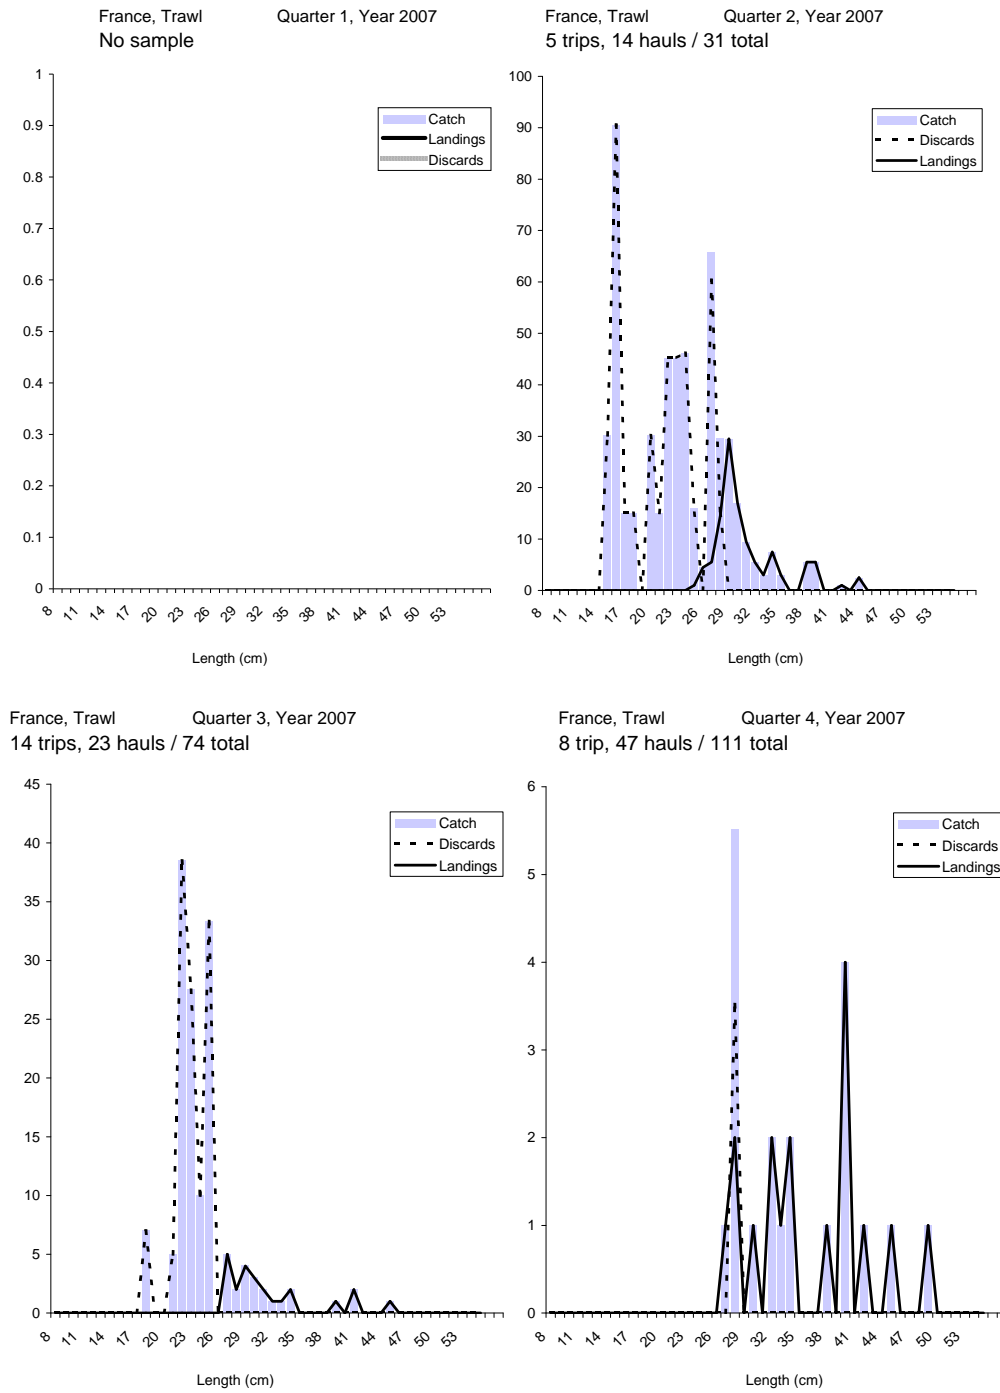 France, Trawl Quarter 1, Year 2007
No sample
1
0.9
0.8
0.7
0.6
0.5
0.4
0.3
0.2
0.1
0
Catch
Landings
Discards
8 11 14 17 20 23 26 29 32 35 38 41 44 47 50 53
Length (cm)
France, Trawl Quarter 2, Year 2007
5 trips, 14 hauls / 31 total
100
90
80
70
60
50
40
30
20
10
0
Catch
Discards
Landings
8 11 14 17 20 23 26 29 32 35 38 41 44 47 50 53
Length (cm)
France, Trawl Quarter 3, Year 2007
14 trips, 23 hauls / 74 total
45
40
35
30
25
20
15
10
5
0
Catch
Discards
Landings
8 11 14 17 20 23 26 29 32 35 38 41 44 47 50 53
Length (cm)
France, Trawl Quarter 4, Year 2007
8 trip, 47 hauls / 111 total
6
5
4
3
2
1
0
Catch
Discards
Landings
8 11 14 17 20 23 26 29 32 35 38 41 44 47 50 53
Length (cm)